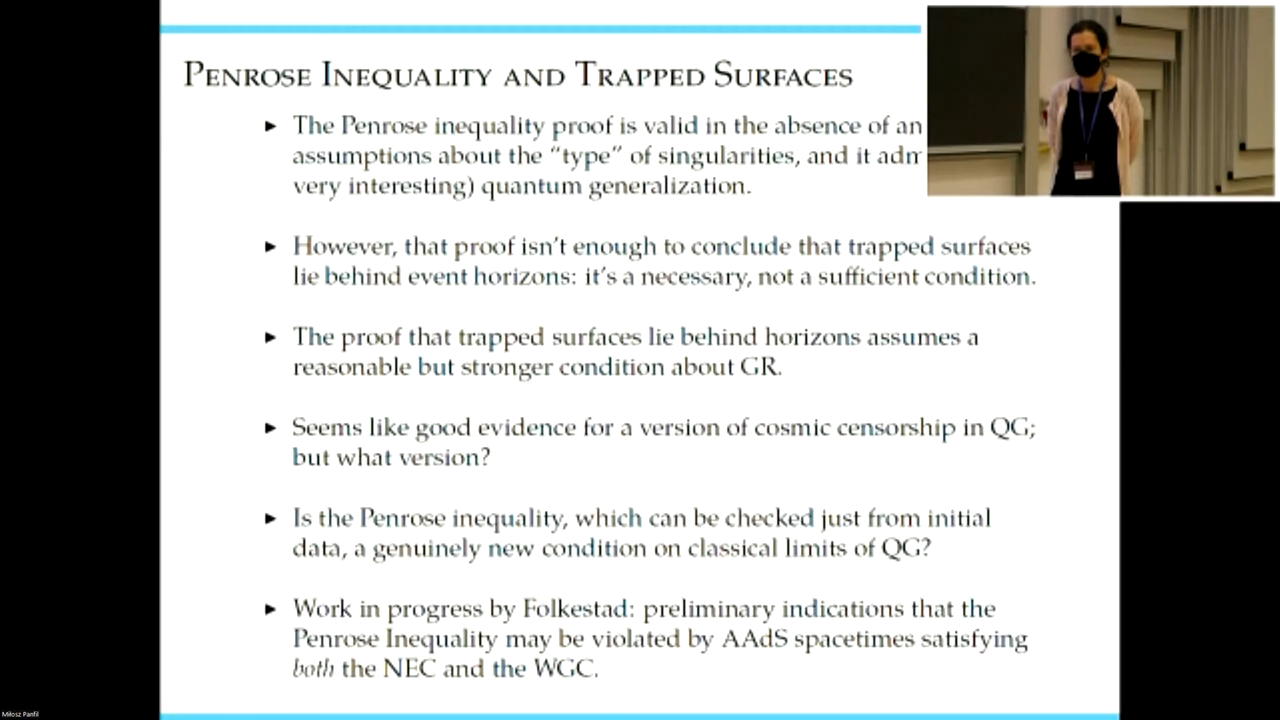 PENROSE INEQUALITY AND TRAPPED SURFACES
► The Penrose inequality proof is valid in the absence of an
assumptions about the “type” of singularities, and it
very interesting) quantum generalization.
► However, that proof isn’t enough to conclude that trapped surfaces
lie behind event horizons: it’s a necessary, not a sufficient condition.
► The proof that trapped surfaces lie behind horizons assumes a
reasonable but stronger condition about GR.
► Seems like good evidence for a version of cosmic censorship in QG;
but what version?
► Is the Penrose inequality, which can be checked just from initial
data, a genuinely new condition on classical limits of QG?
► Work in progress by Folkestad: preliminary indications that the
Penrose Inequality may be violated by AAdS spacetimes satisfying
both the NEC and the WGC.
Miłosz Panfil